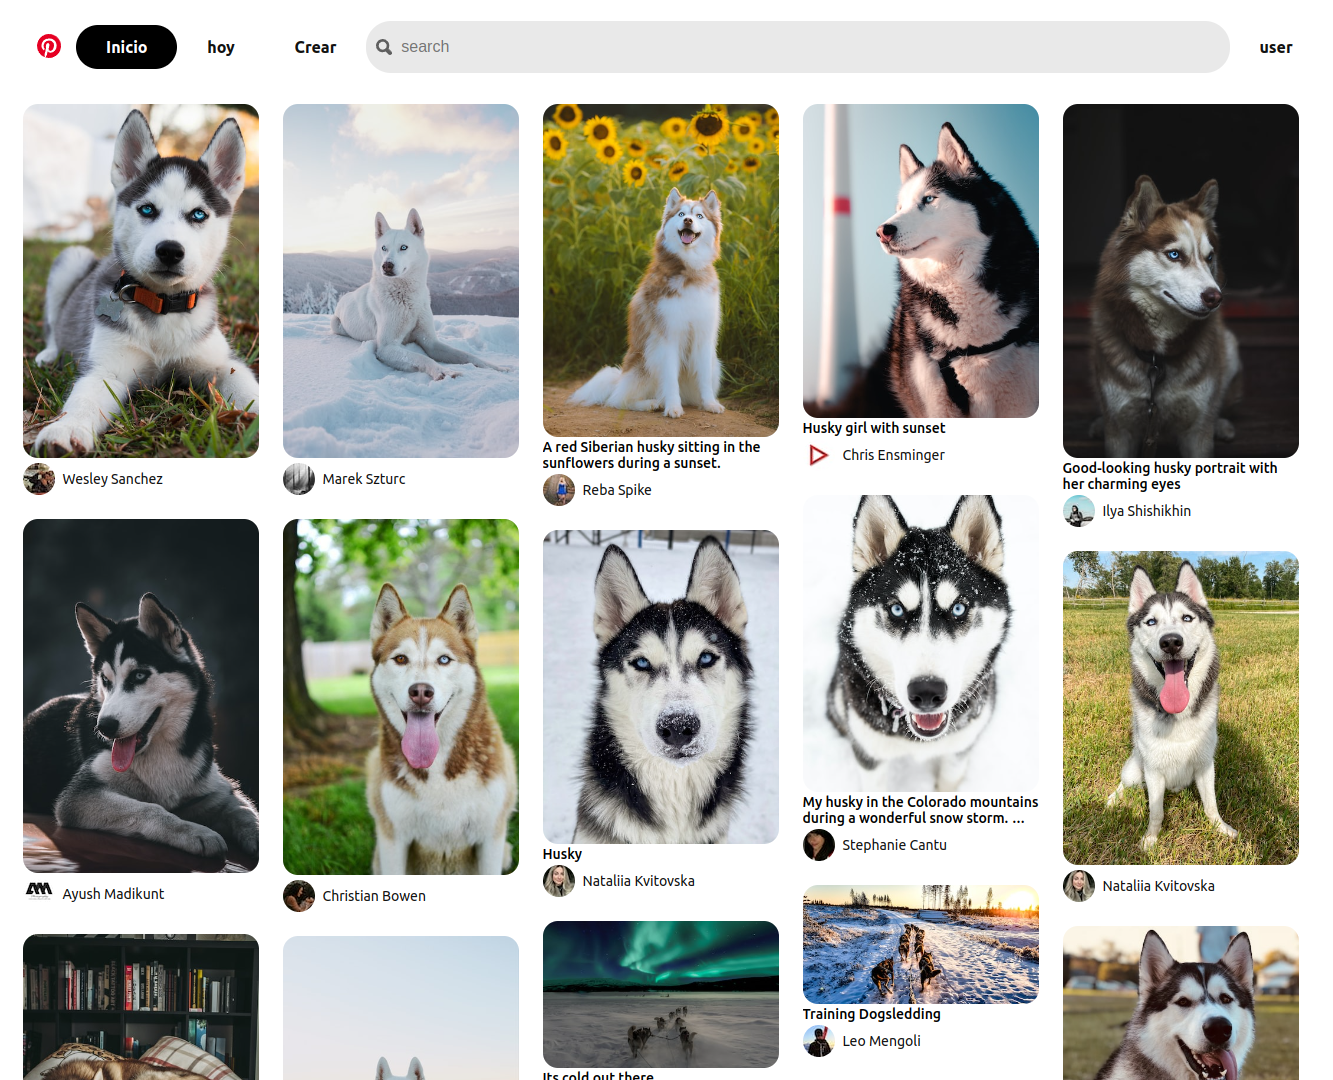 Inicio
hoy
Crear
search
user
Wesley Sanchez
Marek Szturc
A red Siberian husky sitting in the
sunflowers during a sunset.
Reba Spike
Husky girl with sunset
Chris Ensminger
Good-looking husky portrait with
her charming eyes
Ilya Shishikhin
Ayush Madikunt
Christian Bowen
Husky
Nataliia Kvitovska
My husky in the Colorado mountains
during a wonderful snow storm. ...
Stephanie Cantu
Nataliia Kvitovska
Training Dogsledding
Leo Mengoli
Its cold out there